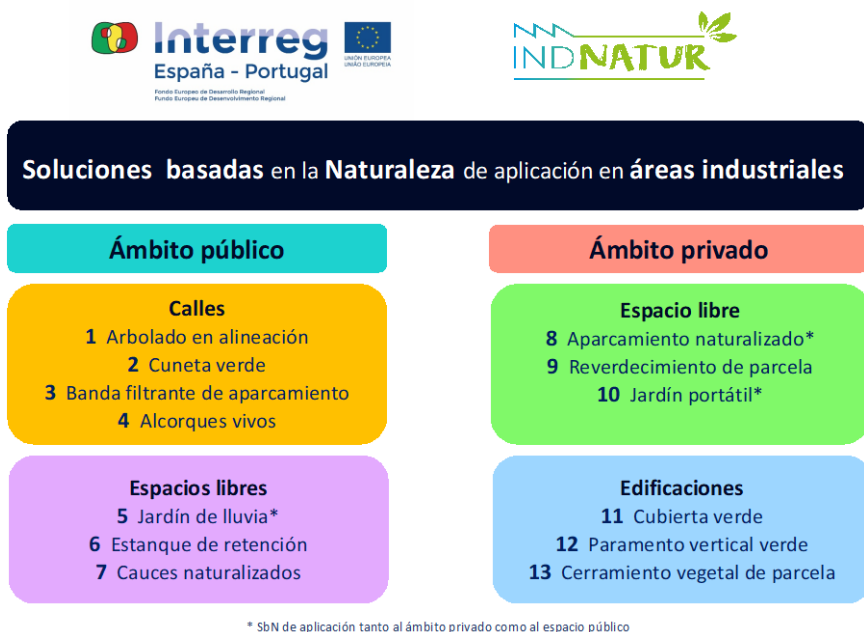 Interreg
España - Portugal
Fondo Europeo de Desarrollo Regional
Fundo Europeu de Desenvolvimento Regional
UNIÓN EUROPEA
UNIÃO EUROPEIA
INDNATUR
Soluciones basadas en la Naturaleza de aplicación en áreas industriales
Ámbito público
Calles
1 Arbolado en alineación
2 Cuneta verde
3 Banda filtrante de aparcamiento
4 Alcorques vivos
Espacios libres
5 Jardín de lluvia*
6 Estanque de retención
7 Cauces naturalizados
Ámbito privado
Espacio libre
8 Aparcamiento naturalizado*
9 Reverdecimiento de parcela
10 Jardín portátil*
Edificaciones
11 Cubierta verde
12 Paramento vertical verde
13 Cerramiento vegetal de parcela
* SbN de aplicación tanto al ámbito privado como al espacio público